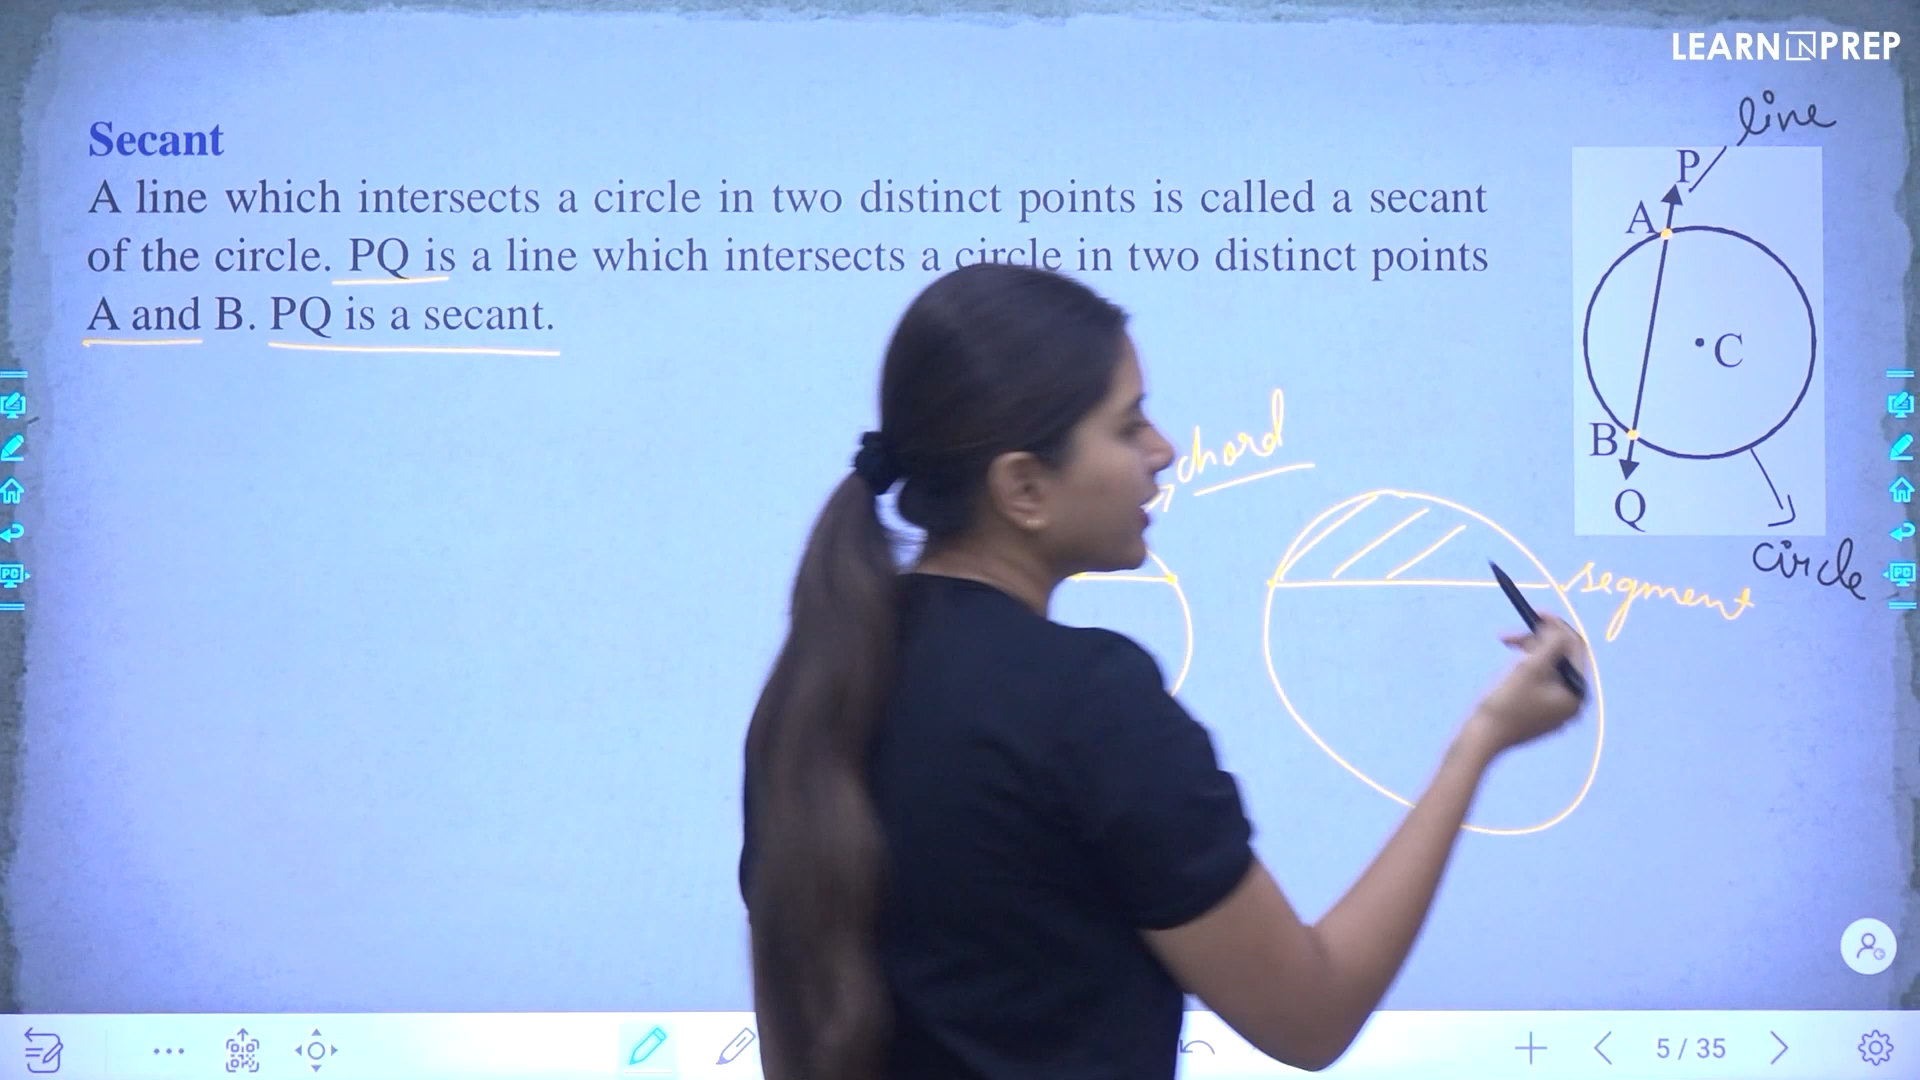 LEARN IN PREP
line
Secant
A line which intersects a circle in two distinct points is called a secant
of the circle. PQ is a line which intersects a circle in two distinct points
A and B. PQ is a secant.
P
A
C
B
Q
circle
chord
segment
5 / 35